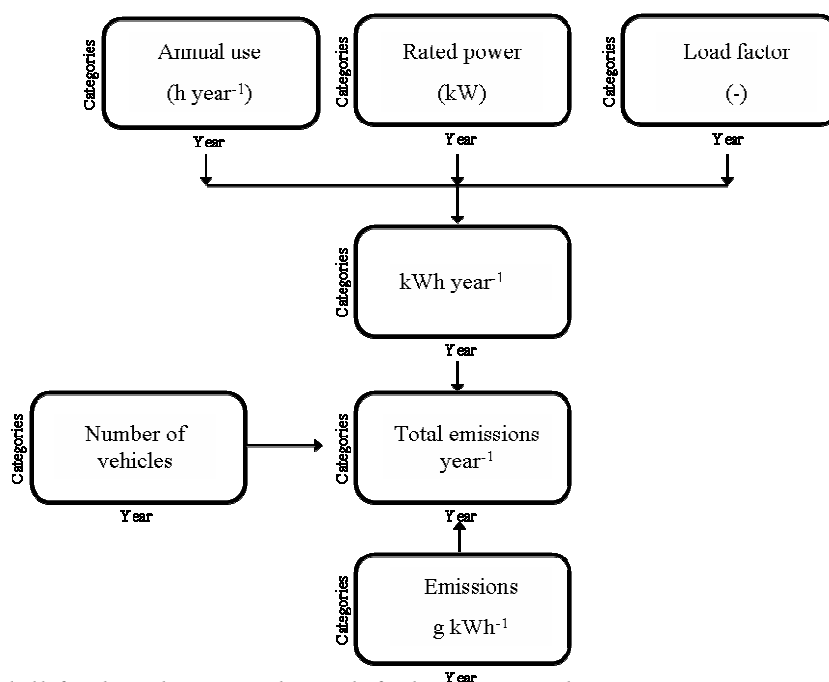 Categories
Annual use
(h year⁻¹)
Year
Categories
Rated power
(kW)
Year
Categories
Load factor
(-)
Year
Categories
kWh year⁻¹
Year
Categories
Number of
vehicles
Year
Categories
Total emissions
year⁻¹
Year
Categories
Emissions
g kWh⁻¹
Year